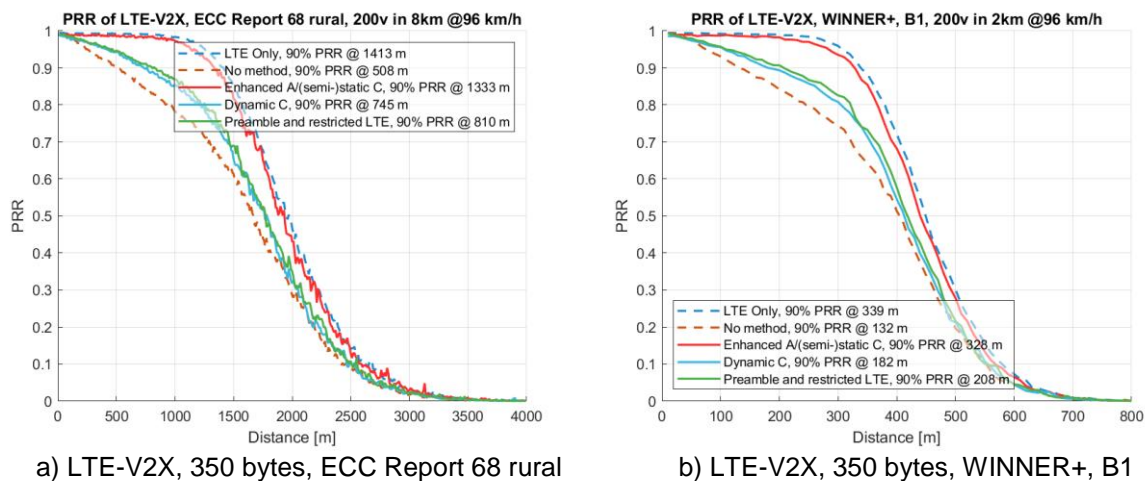 PRR of LTE-V2X, ECC Report 68 rural, 200v in 8km @96 km/h
1
0.9
0.8
0.7
0.6
0.5
0.4
0.3
0.2
0.1
0
PRR
LTE Only, 90% PRR @ 1413 m
No method, 90% PRR @ 508 m
Enhanced A/(semi-)static C, 90% PRR @ 1333 m
Dynamic C, 90% PRR @ 745 m
Preamble and restricted LTE, 90% PRR @ 810 m
0 500 1000 1500 2000 2500 3000 3500 4000
Distance [m]
a) LTE-V2X, 350 bytes, ECC Report 68 rural
PRR of LTE-V2X, WINNER+, B1, 200v in 2km @96 km/h
1
0.9
0.8
0.7
0.6
0.5
0.4
0.3
0.2
0.1
0
PRR
LTE Only, 90% PRR @ 339 m
No method, 90% PRR @ 132 m
Enhanced A/(semi-)static C, 90% PRR @ 328 m
Dynamic C, 90% PRR @ 182 m
Preamble and restricted LTE, 90% PRR @ 208 m
0 100 200 300 400 500 600 700 800
Distance [m]
b) LTE-V2X, 350 bytes, WINNER+, B1